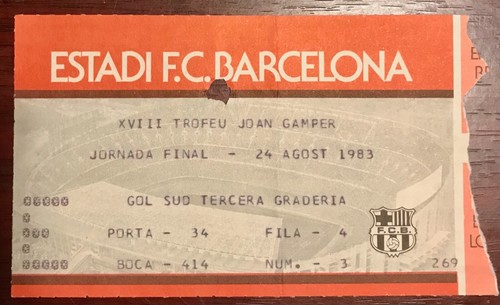 ESTADI F.C. BARCELONA
XVIII TROFEU JOAN GAMPER
JORNADA FINAL - 24 AGOST 1983
GOL SUD TERCERA GRADERIA
PORTA - 34 FILA - 4
F.C.B.
BOCA - 414 NUM. - 3 269